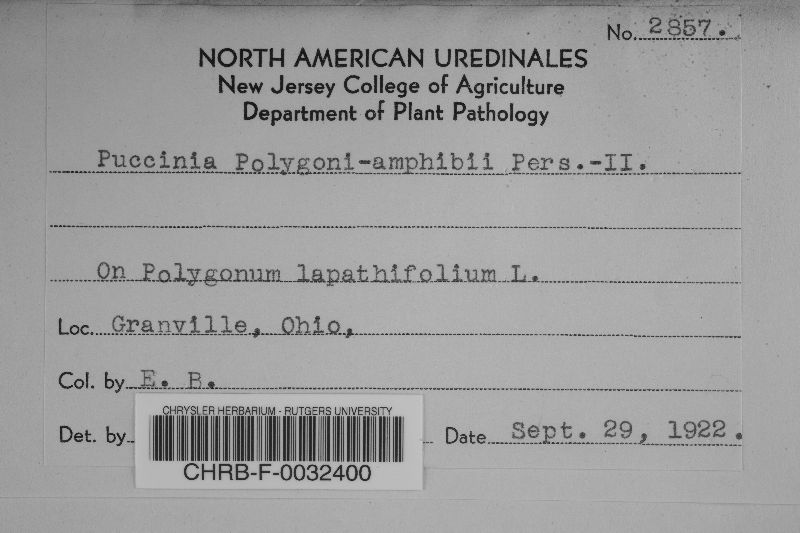 No. 2857.
NORTH AMERICAN UREDINALES
New Jersey College of Agriculture
Department of Plant Pathology
Puccinia Polygoni-amphibii Pers.-II.
On Polygonum lapathifolium L.
Loc. Granville, Ohio,
Col. by E. B.
Det. by
CHRYSLER HERBARIUM - RUTGERS UNIVERSITY
CHRB-F-0032400
Date Sept. 29, 1922.